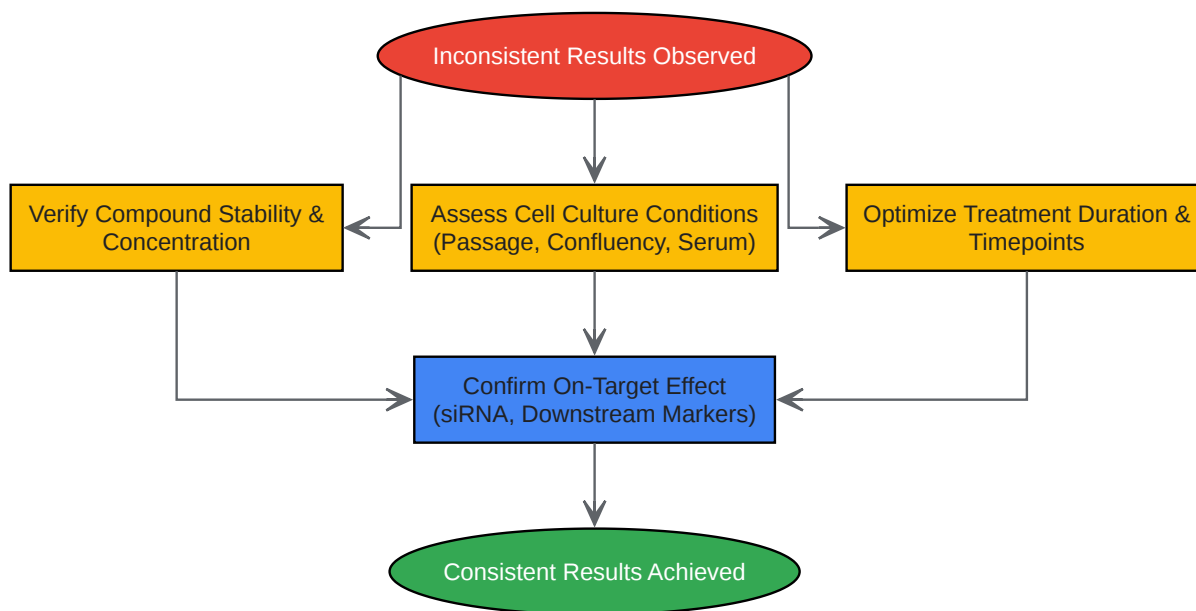 Inconsistent Results Observed
Verify Compound Stability &
Concentration
Assess Cell Culture Conditions
(Passage, Confluency, Serum)
Optimize Treatment Duration &
Timepoints
Confirm On-Target Effect
(siRNA, Downstream Markers)
Consistent Results Achieved